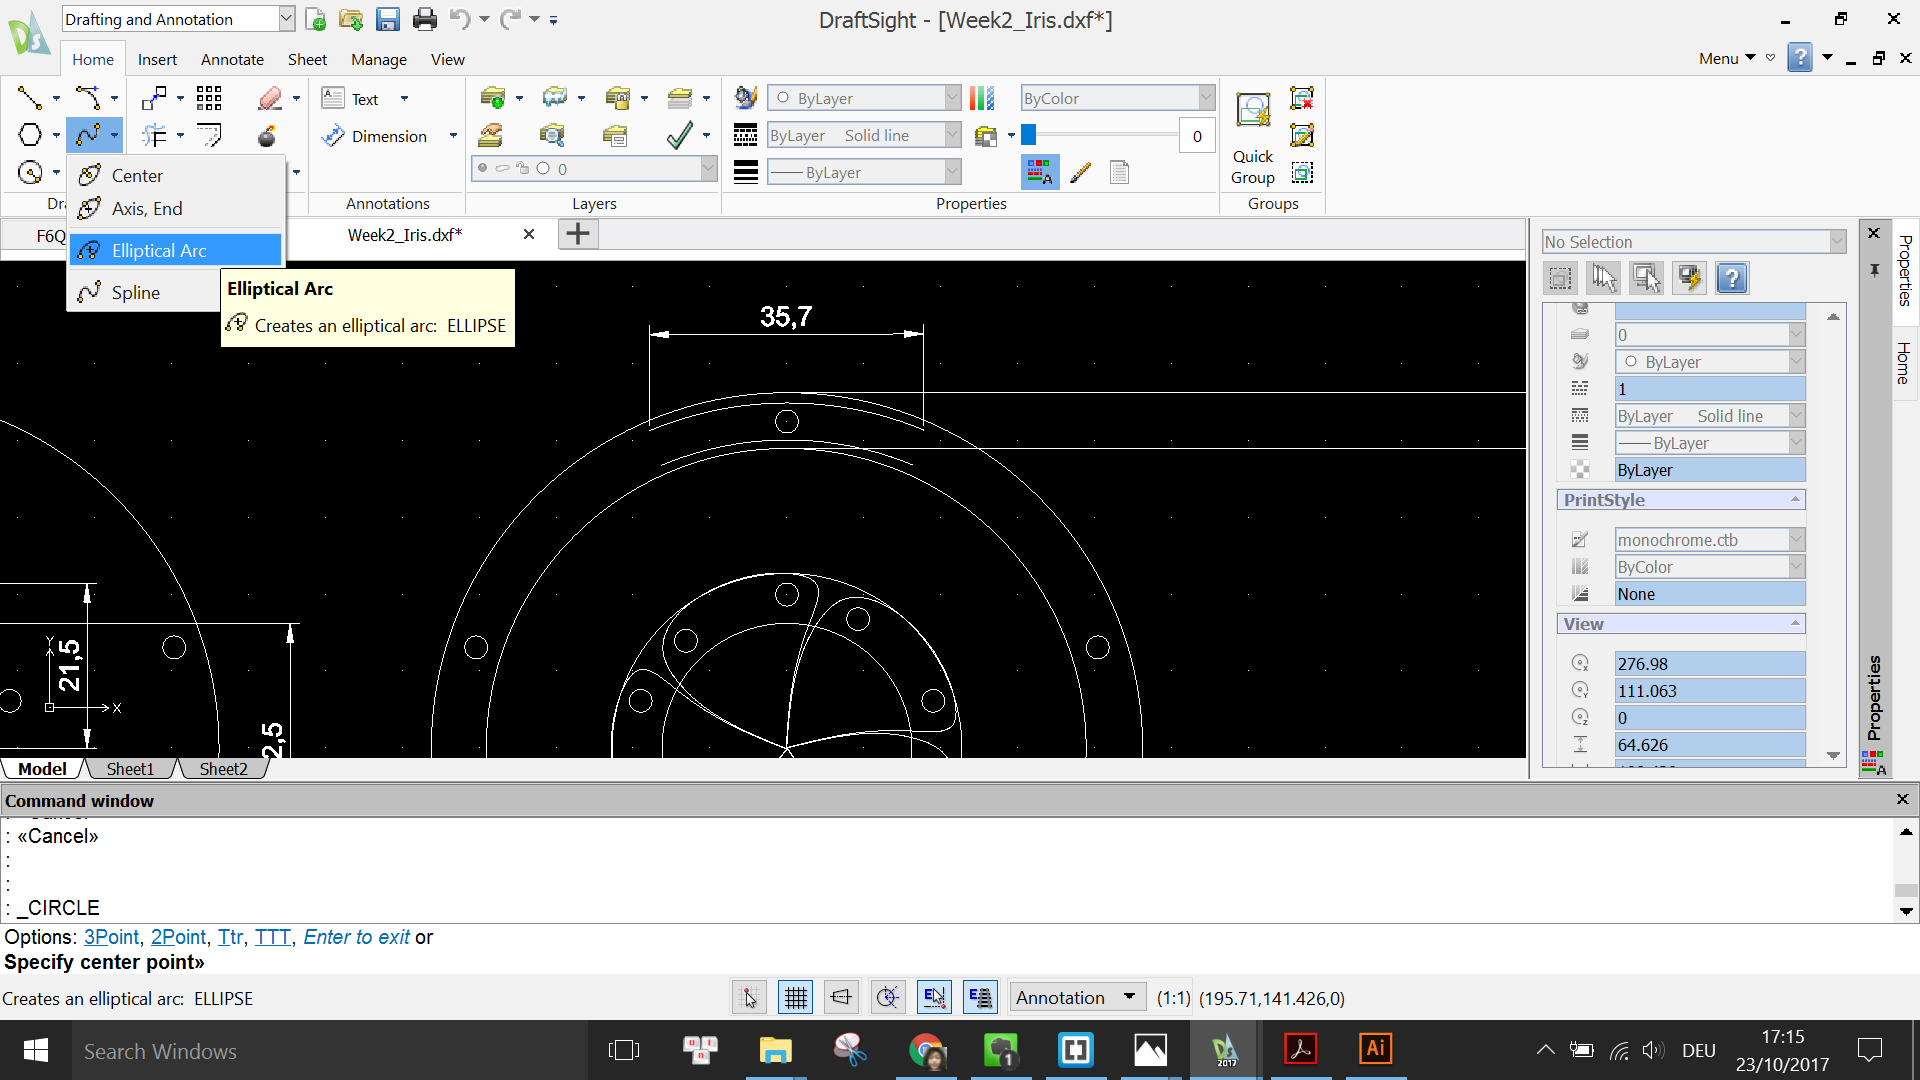 Drafting and Annotation
DraftSight - [Week2_Iris.dxf*]
Home Insert Annotate Sheet Manage View
Menu
Text
Dimension
ByLayer
ByLayer Solid line
ByLayer
ByColor
0
0
Quick
Group
Annotations
Layers
Properties
Groups
Center
Axis, End
Elliptical Arc
Spline
Elliptical Arc
Creates an elliptical arc: ELLIPSE
F6Q
Week2_Iris.dxf*
35,7
21,5
2,5
Y
X
Model Sheet1 Sheet2
No Selection
0
ByLayer
1
ByLayer Solid line
ByLayer
ByLayer
PrintStyle
monochrome.ctb
ByColor
None
View
276.98
111.063
0
64.626
Properties
Properties
Home
Command window
: «Cancel»
:
:
: _CIRCLE
Options: 3Point, 2Point, Ttr, TTT, Enter to exit or
Specify center point»
Creates an elliptical arc: ELLIPSE
Annotation (1:1) (195.71,141.426,0)
Search Windows
DEU
17:15
23/10/2017